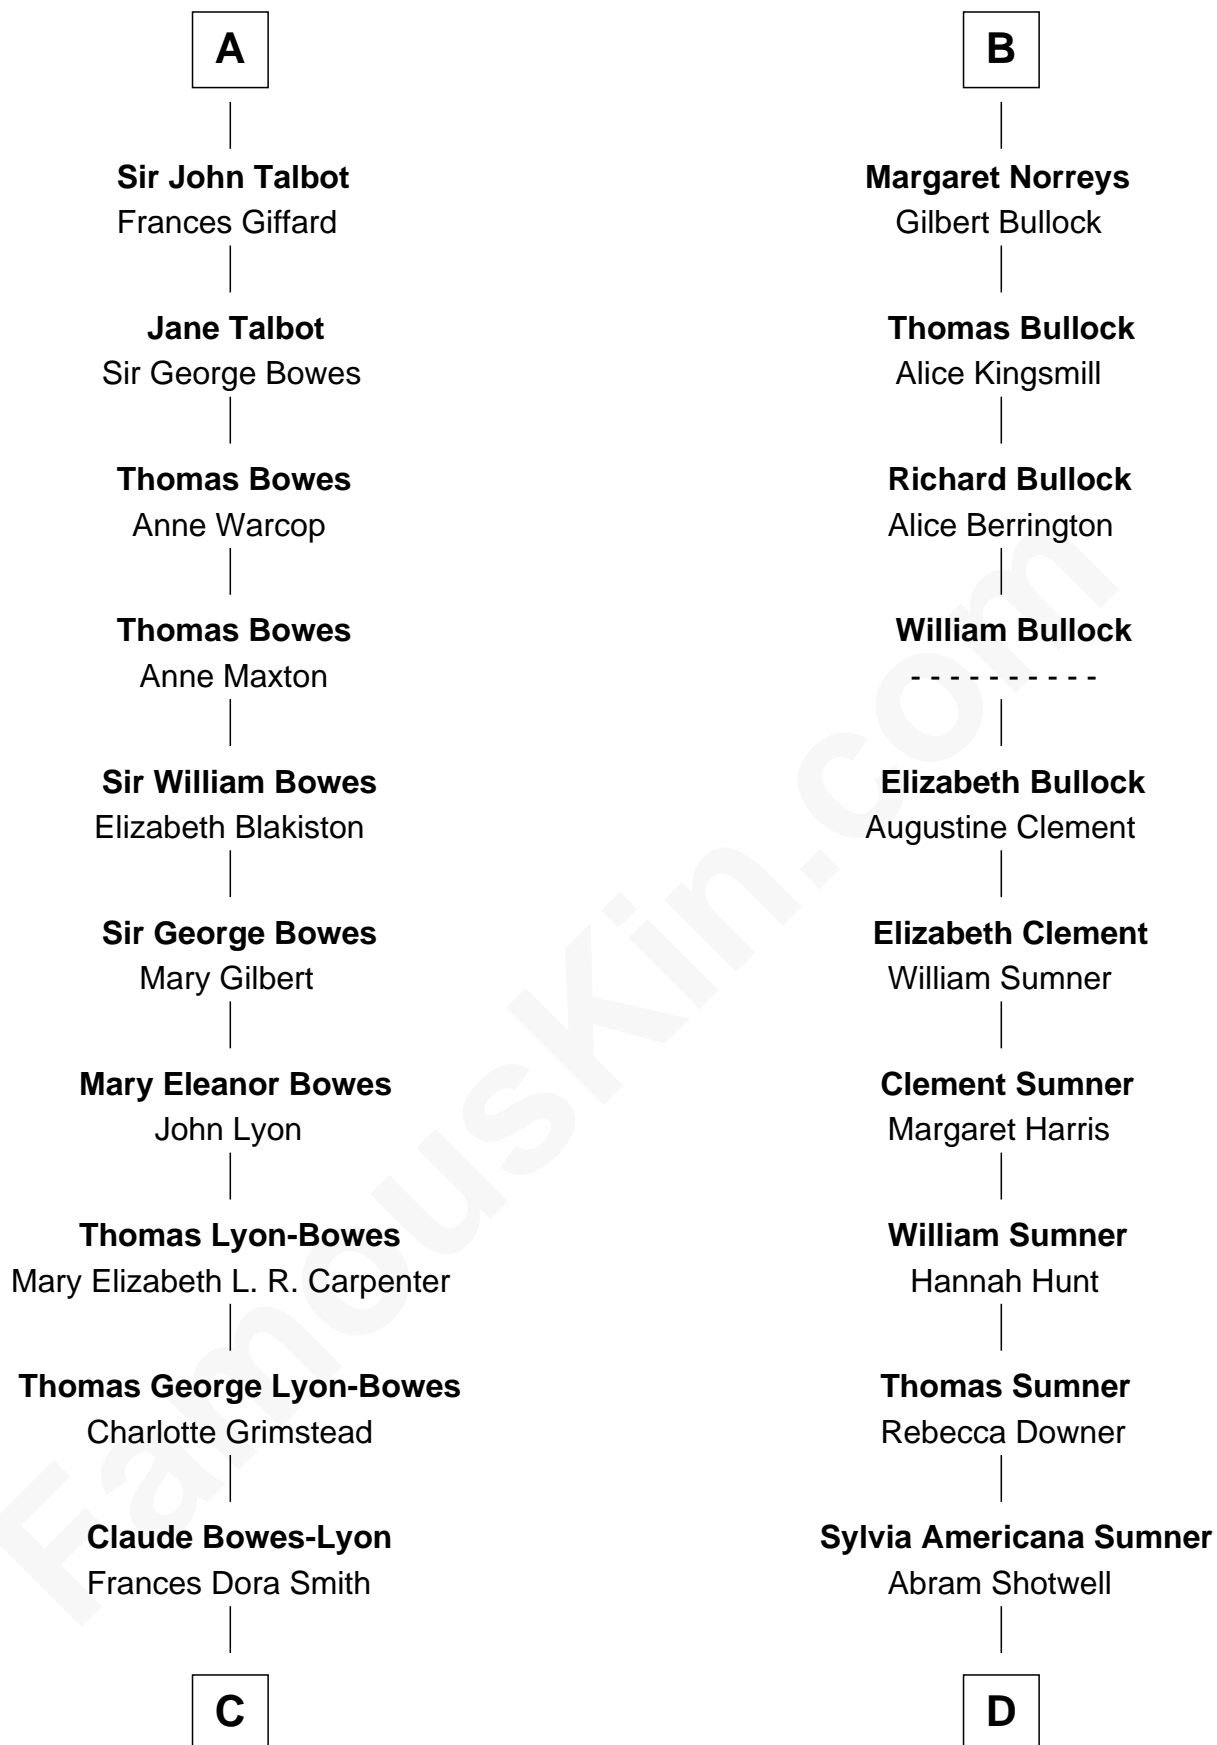 A
Sir John Talbot
Frances Giffard
Jane Talbot
Sir George Bowes
Thomas Bowes
Anne Warcop
Thomas Bowes
Anne Maxton
Sir William Bowes
Elizabeth Blakiston
Sir George Bowes
Mary Gilbert
Mary Eleanor Bowes
John Lyon
Thomas Lyon-Bowes
Mary Elizabeth L. R. Carpenter
Thomas George Lyon-Bowes
Charlotte Grimstead
Claude Bowes-Lyon
Frances Dora Smith
C
B
Margaret Norreys
Gilbert Bullock
Thomas Bullock
Alice Kingsmill
Richard Bullock
Alice Berrington
William Bullock
- - - - - - - - - -
Elizabeth Bullock
Augustine Clement
Elizabeth Clement
William Sumner
Clement Sumner
Margaret Harris
William Sumner
Hannah Hunt
Thomas Sumner
Rebecca Downer
Sylvia Americana Sumner
Abram Shotwell
D
FamousKin.com